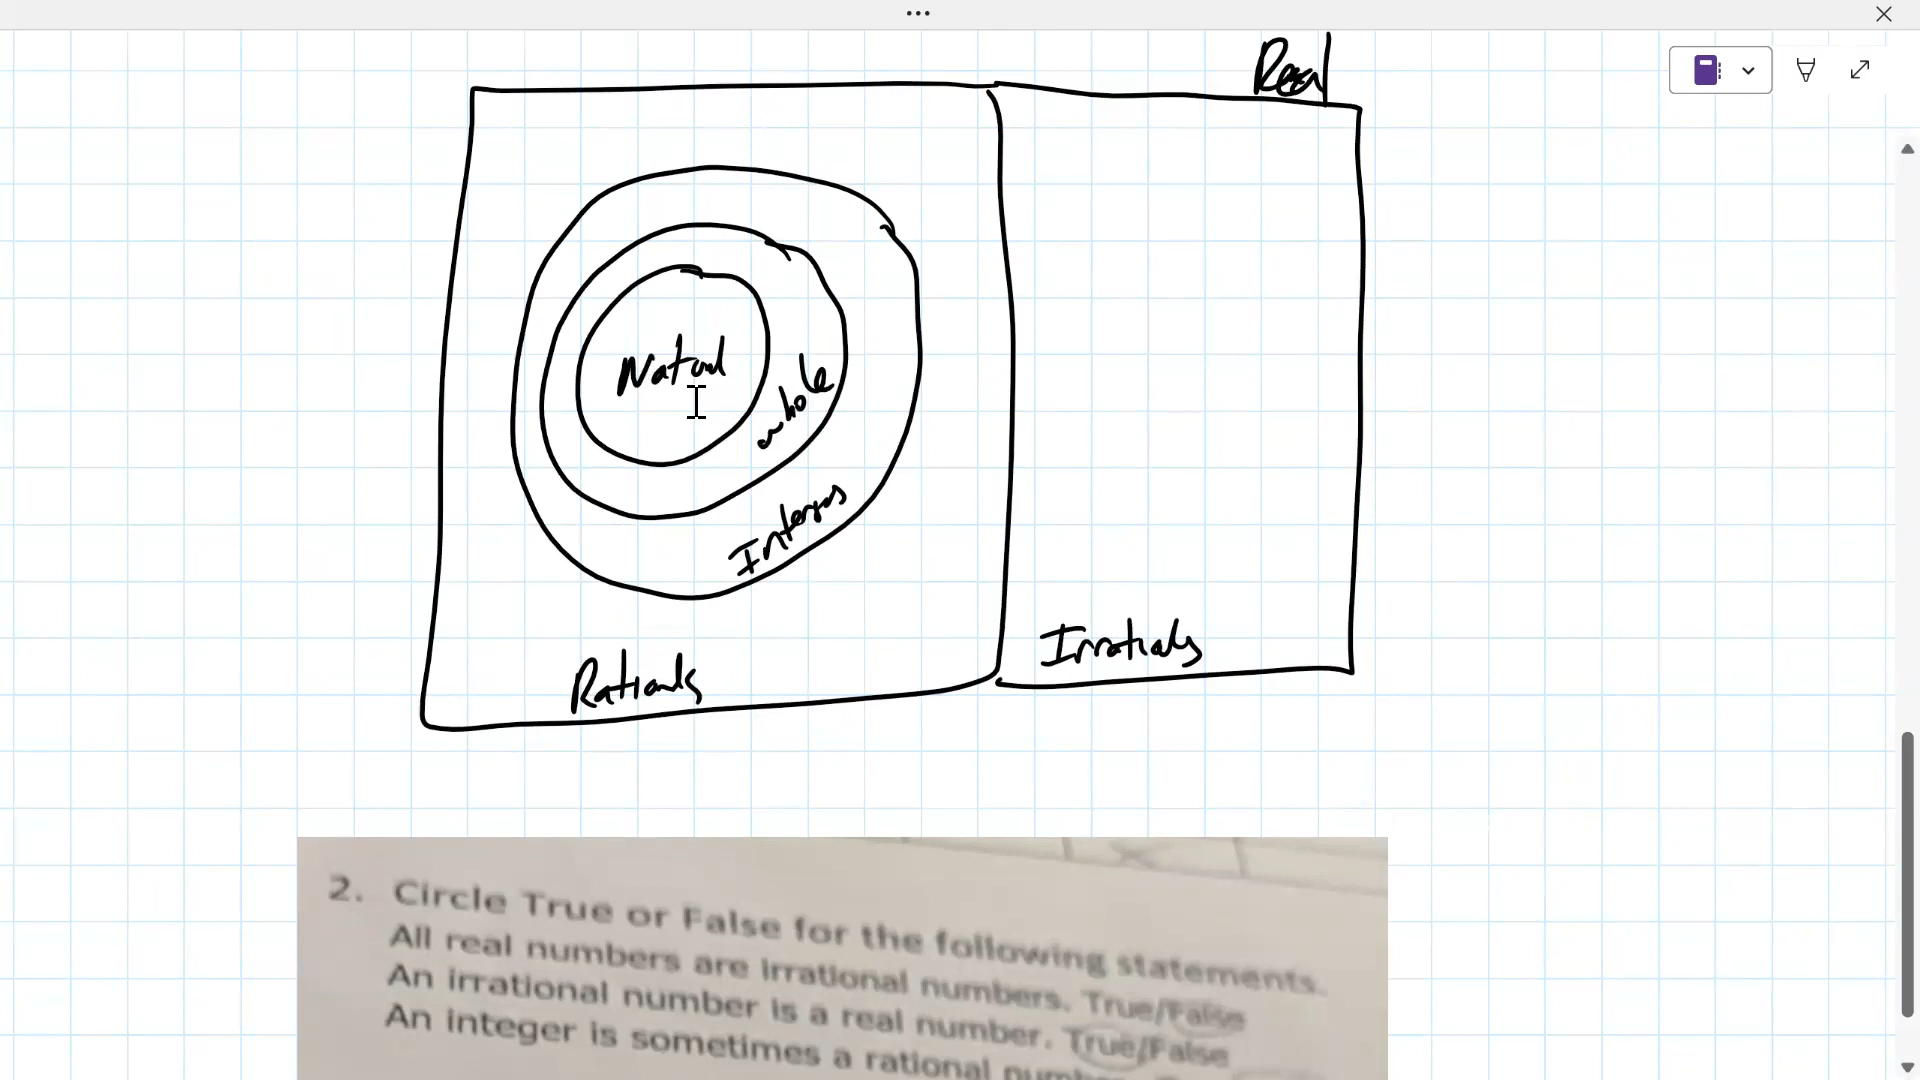 Real
Natural
whole
Integers
Irrationals
Rationals
2. Circle True or False for the following statements.
All real numbers are irrational numbers. True/False
An irrational number is a real number. True/False
An integer is sometimes a rational